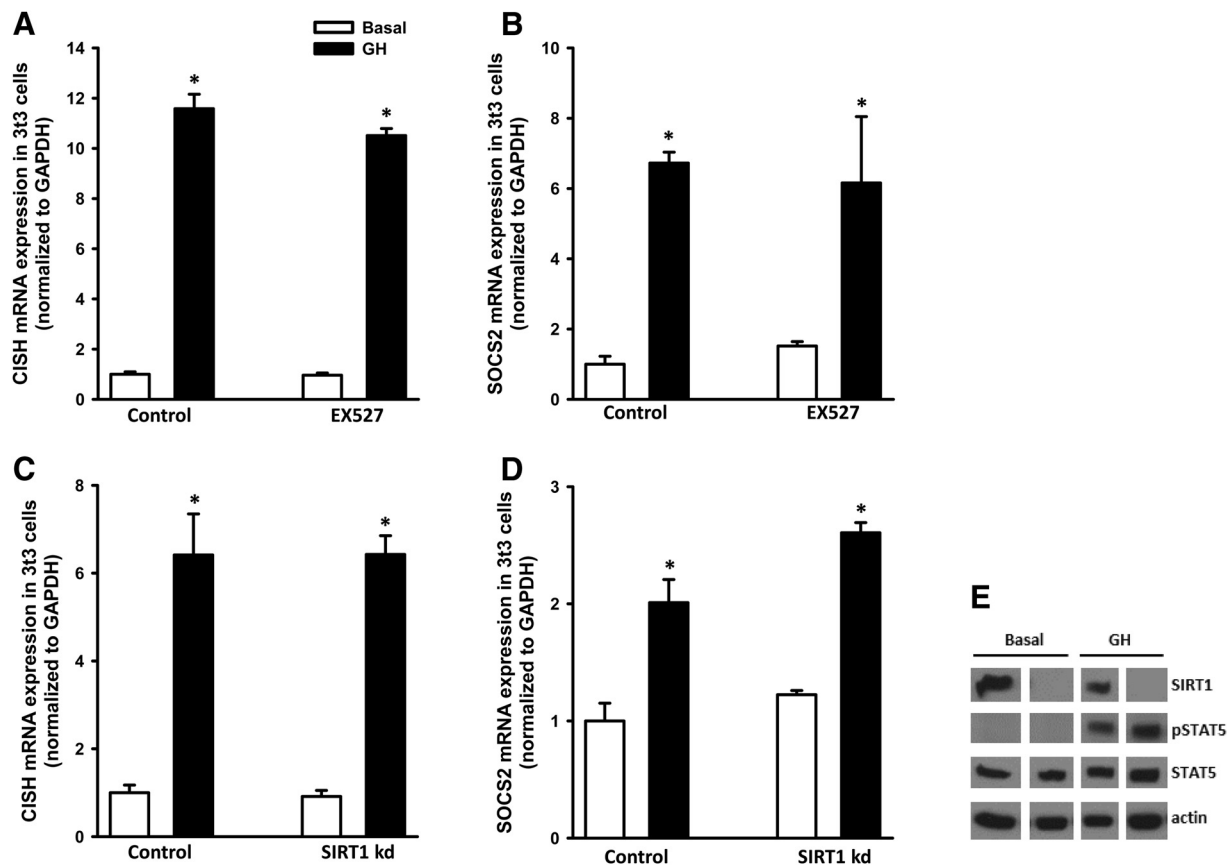 A
Basal
GH
CISH mRNA expression in 3t3 cells
(normalized to GAPDH)
14
12
10
8
6
4
2
0
*
*
Control
EX527
B
SOCS2 mRNA expression in 3t3 cells
(normalized to GAPDH)
10
8
6
4
2
0
*
*
Control
EX527
C
CISH mRNA expression in 3t3 cells
(normalized to GAPDH)
8
6
4
2
0
*
*
Control
SIRT1 kd
D
SOCS2 mRNA expression in 3t3 cells
(normalized to GAPDH)
3
2
1
0
*
*
Control
SIRT1 kd
E
Basal
GH
SIRT1
pSTAT5
STAT5
actin